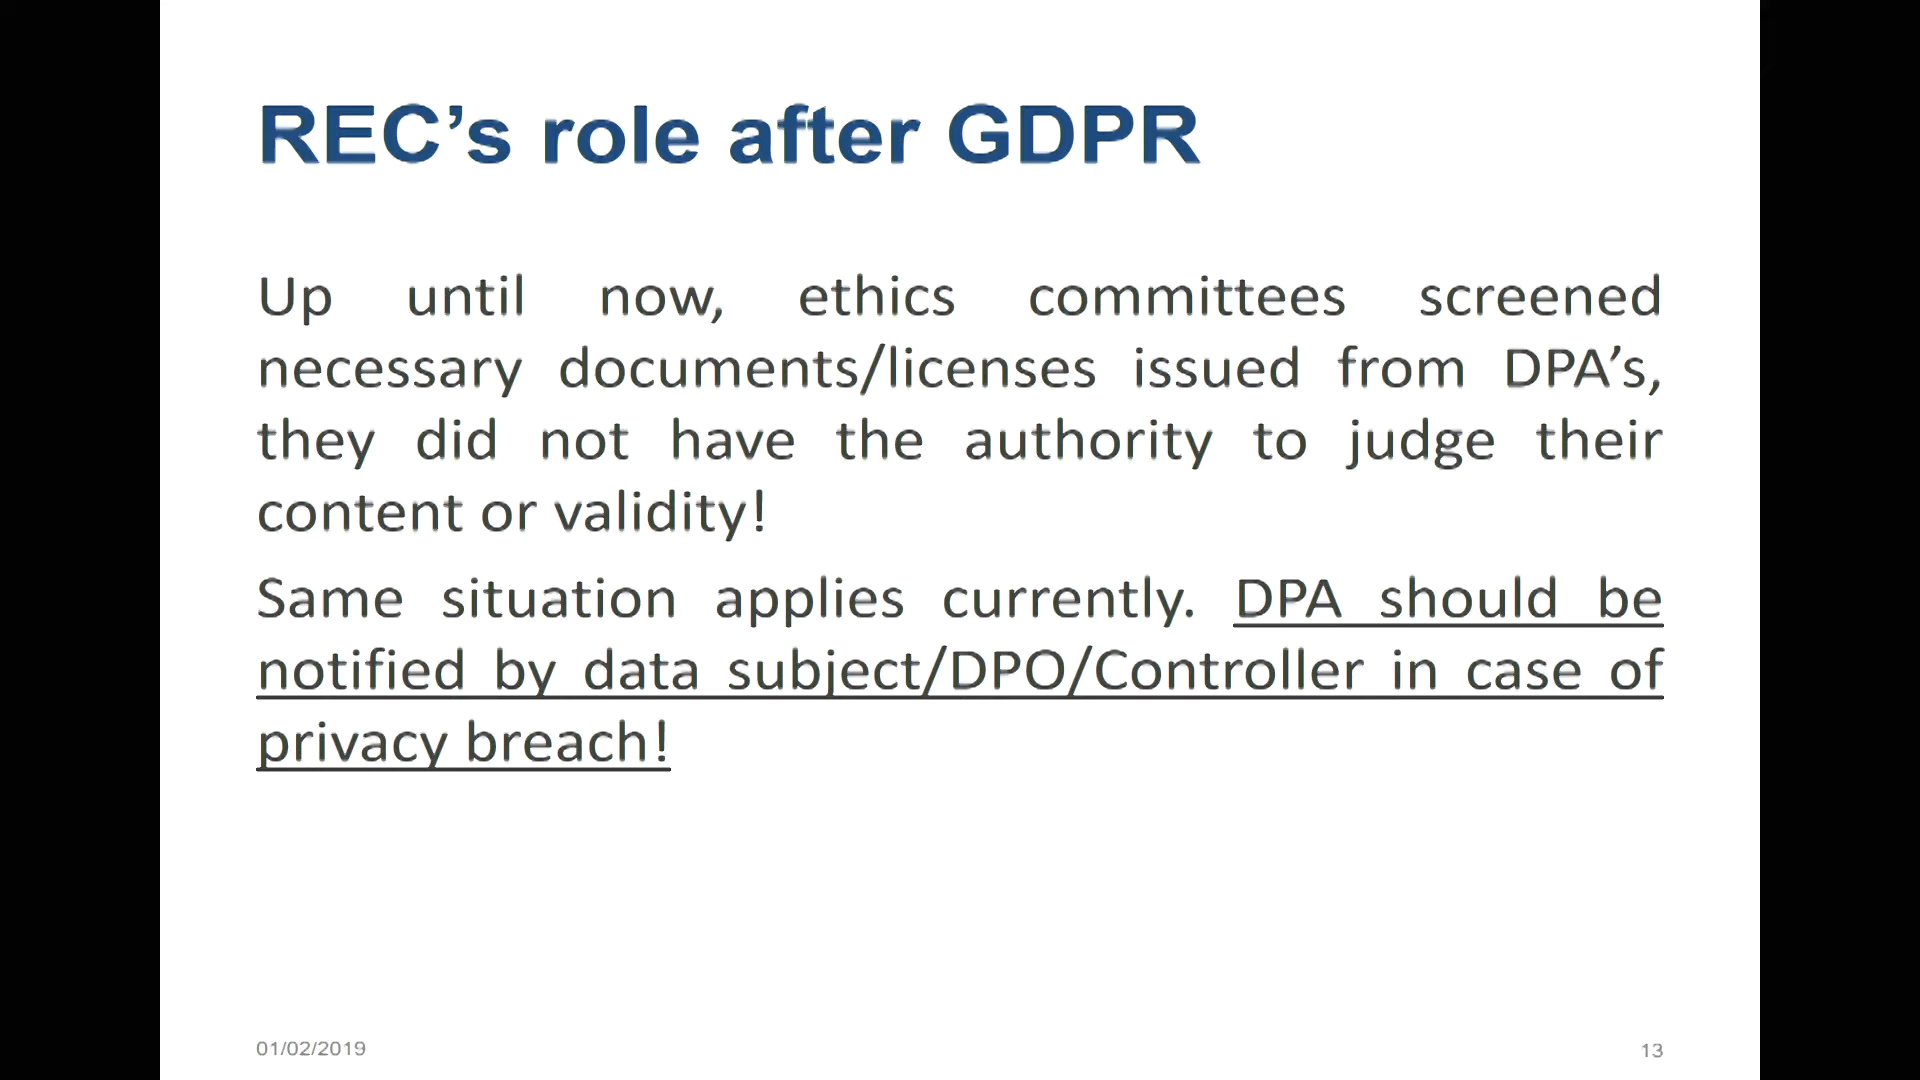 REC’s role after GDPR
Up until now, ethics committees screened
necessary documents/licenses issued from DPA’s,
they did not have the authority to judge their
content or validity!
Same situation applies currently. DPA should be
notified by data subject/DPO/Controller in case of
privacy breach!
01/02/2019
13